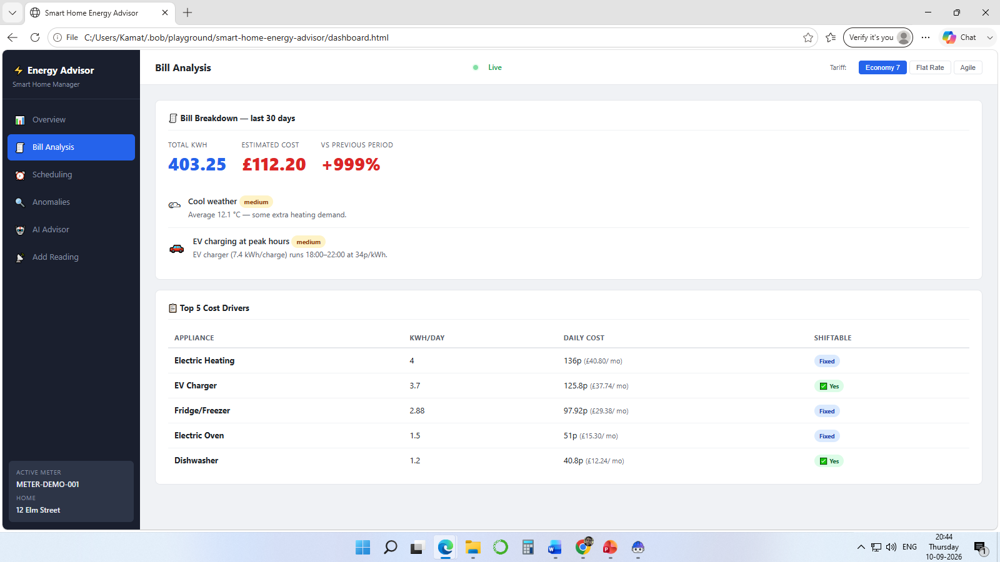 Smart Home Energy Advisor
File C:/Users/Kamat/.bob/playground/smart-home-energy-advisor/dashboard.html
Verify it's you
Chat
Energy Advisor
Smart Home Manager
Overview
Bill Analysis
Scheduling
Anomalies
AI Advisor
Add Reading
ACTIVE METER
METER-DEMO-001
HOME
12 Elm Street
Bill Analysis
Live
Tariff: Economy 7 Flat Rate Agile
Bill Breakdown — last 30 days
TOTAL KWH ESTIMATED COST VS PREVIOUS PERIOD
403.25 £112.20 +999%
Cool weather medium
Average 12.1 °C — some extra heating demand.
EV charging at peak hours medium
EV charger (7.4 kWh/charge) runs 18:00–22:00 at 34p/kWh.
Top 5 Cost Drivers
APPLIANCE KWH/DAY DAILY COST SHIFTABLE
Electric Heating 4 136p (£40.80/ mo) Fixed
EV Charger 3.7 125.8p (£37.74/ mo) Yes
Fridge/Freezer 2.88 97.92p (£29.38/ mo) Fixed
Electric Oven 1.5 51p (£15.30/ mo) Fixed
Dishwasher 1.2 40.8p (£12.24/ mo) Yes
ENG
20:44
Thursday
10-09-2026
1